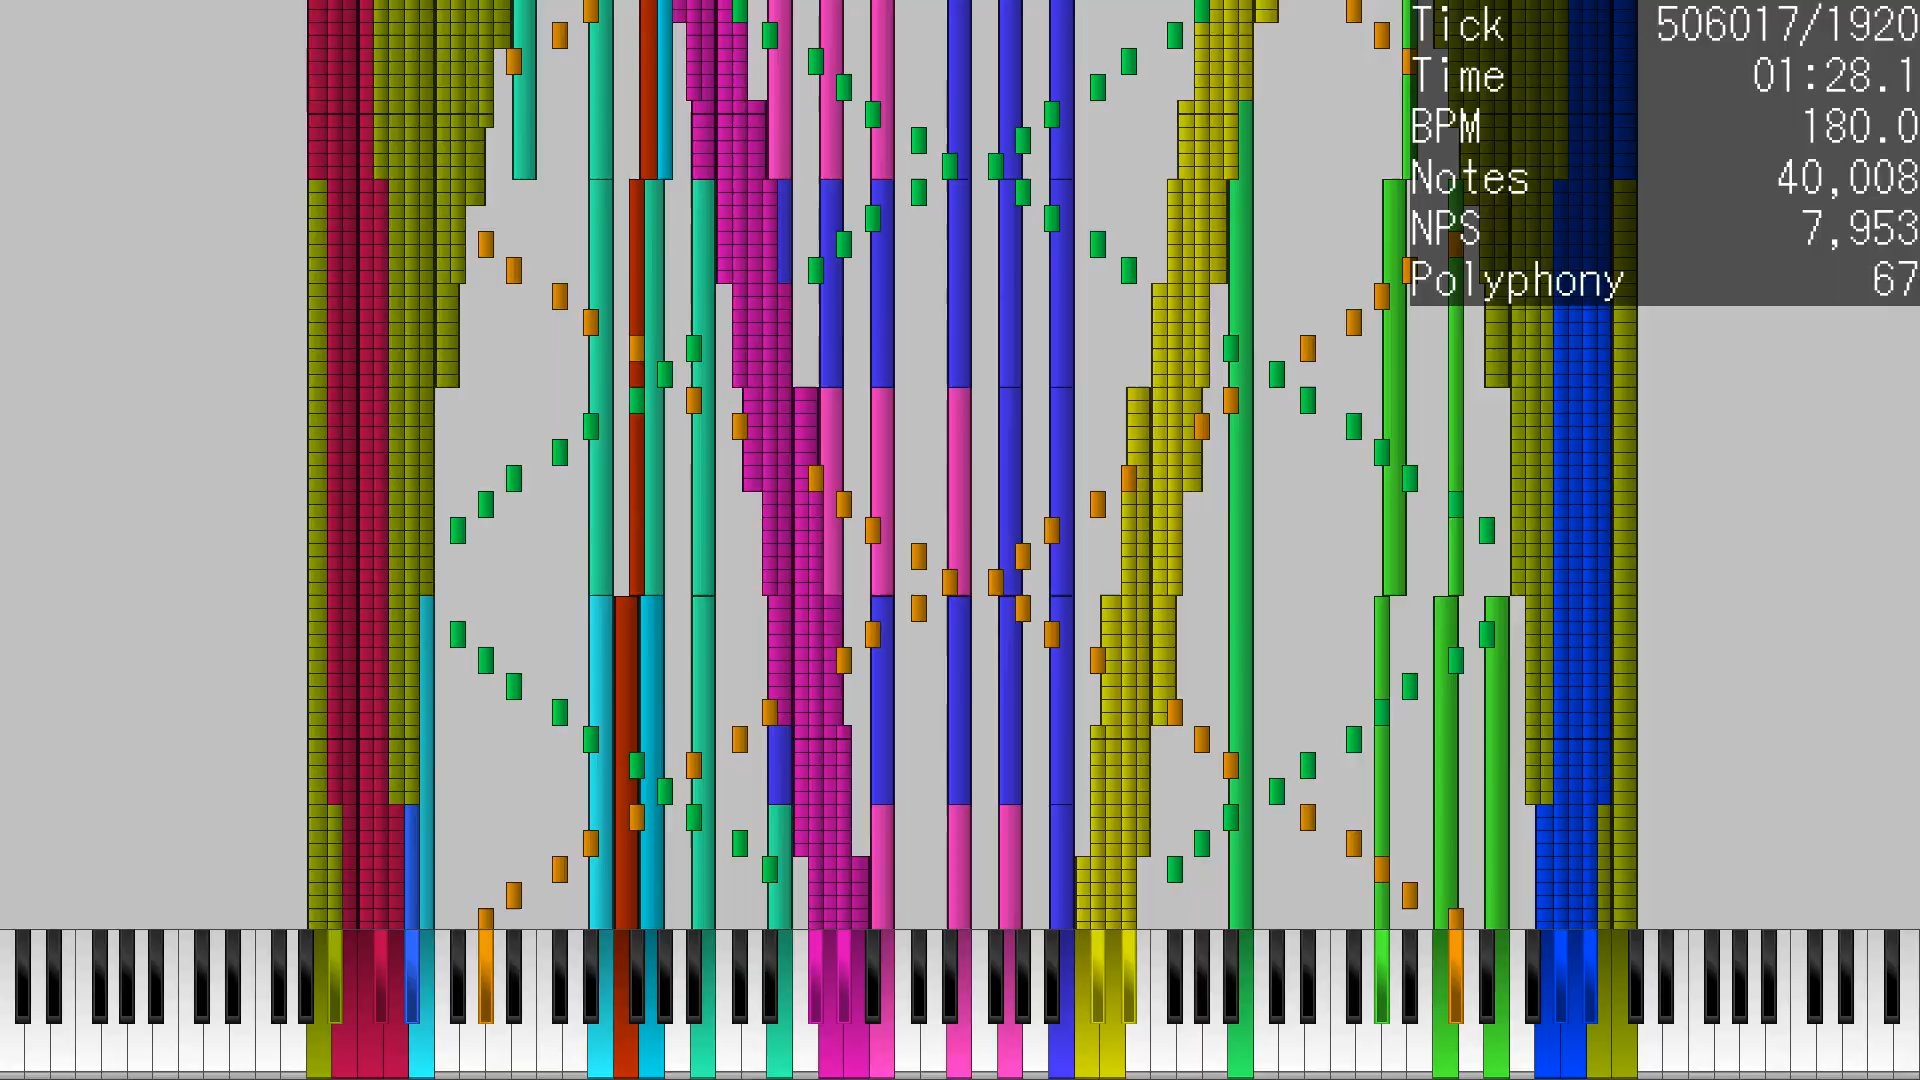 Tick 506017/1920
Time 01:28.1
BPM 180.0
Notes 40,008
NPS 7,953
Polyphony 67